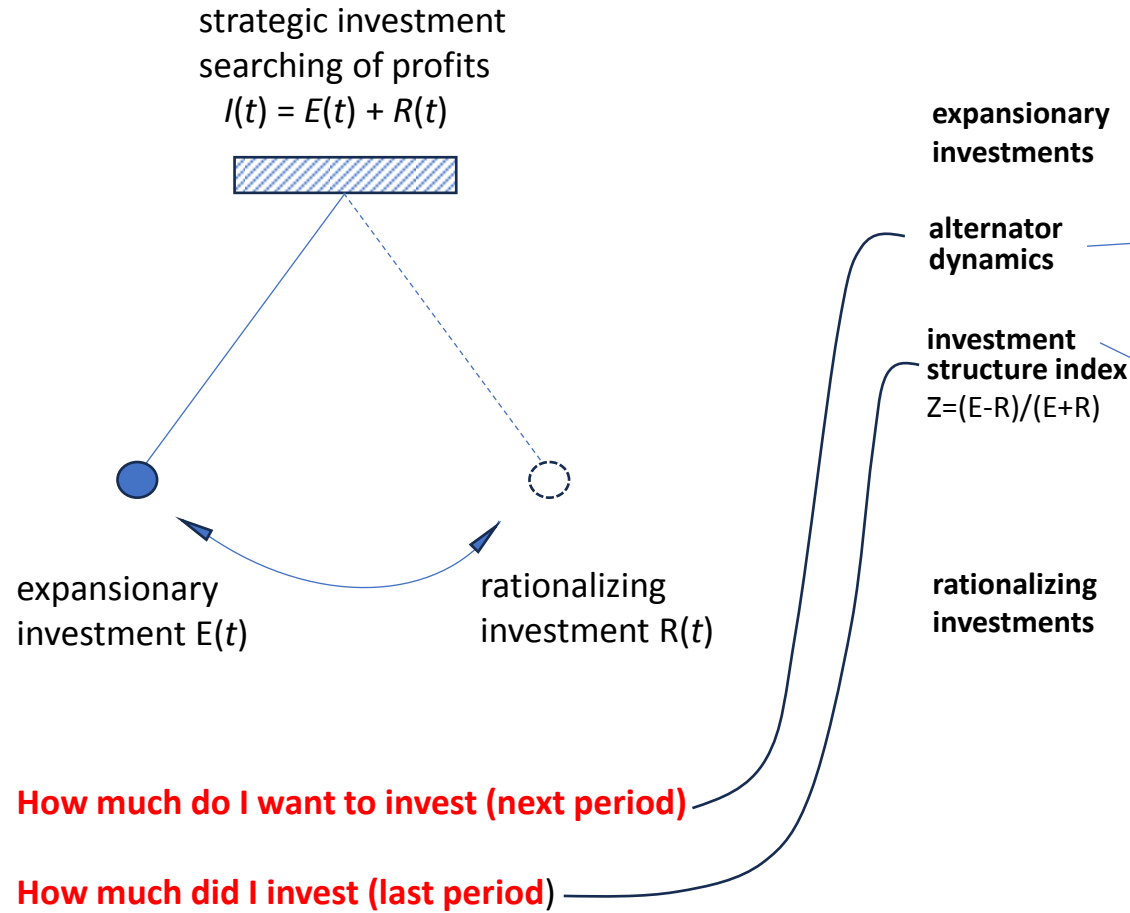 strategic investment
searching of profits
I(t) = E(t) + R(t)
expansionary
investment E(t)
rationalizing
investment R(t)
expansionary
investments
alternator
dynamics
investment
structure index
Z=(E-R)/(E+R)
rationalizing
investments
How much do I want to invest (next period)
How much did I invest (last period)